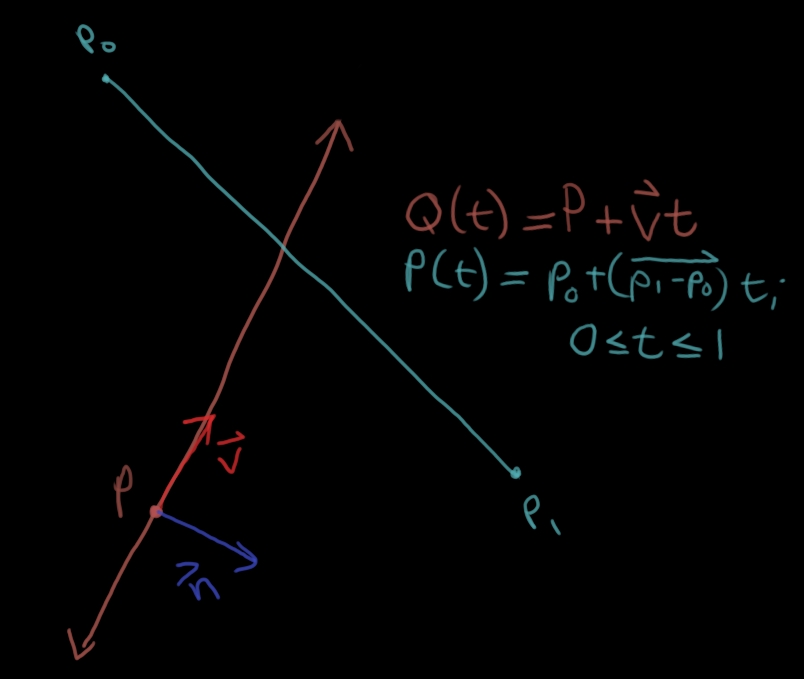 p₀
Q(t) = P + v⃗t
p(t) = p₀ + (p₁ - p₀) t;
0 ≤ t ≤ 1
v⃗
P
p₁
n⃗